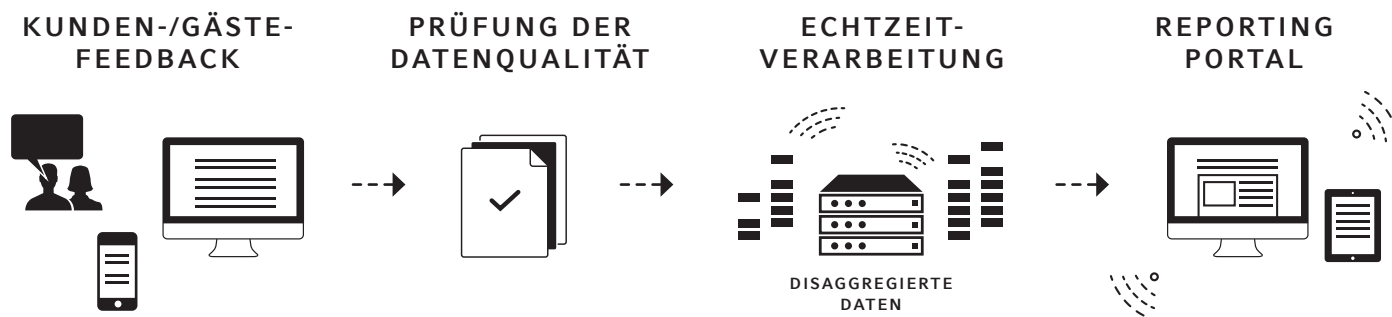 KUNDEN-/GÄSTE-
FEEDBACK
PRÜFUNG DER
DATENQUALITÄT
ECHTZEIT-
VERARBEITUNG
REPORTING
PORTAL
DISAGGREGIERTE
DATEN